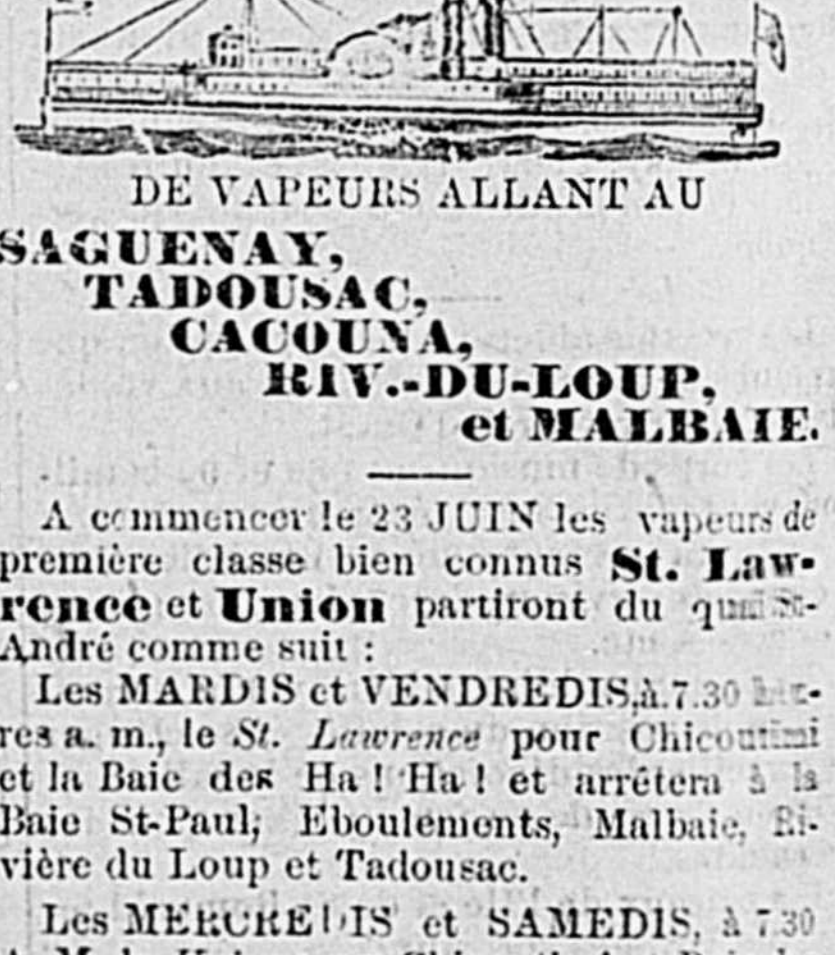 DE VAPEURS ALLANT AU
SAGUENAY,
TADOUSAC,
CACOUNA,
RIV.-DU-LOUP,
et MALBAIE.
A commencer le 23 JUIN les vapeurs de
première classe bien connus St. Law-
rence et Union partiront du quai St-
André comme suit :
Les MARDIS et VENDREDIS, à 7.30 heu-
res a. m., le St. Lawrence pour Chicoutimi
et la Baie des Ha ! Ha ! et arrêtera à la
Baie St-Paul, Eboulements, Malbaie, Ri-
vière du Loup et Tadousac.
Les MERCREDIS et SAMEDIS, à 7.30